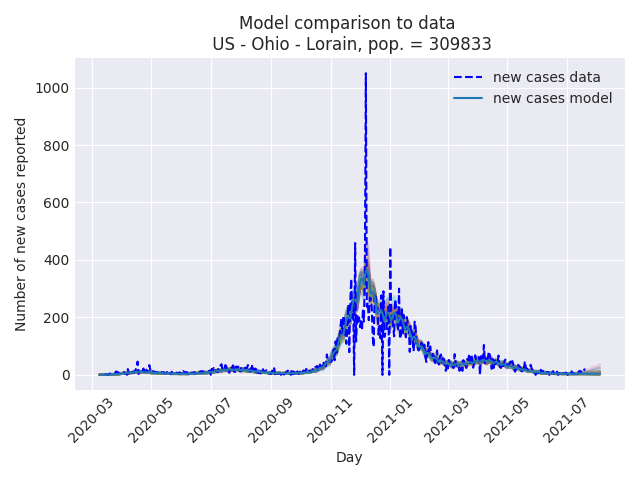 Model comparison to data
US - Ohio - Lorain, pop. = 309833
new cases data
new cases model
Number of new cases reported
1000
800
600
400
200
0
2020-03
2020-05
2020-07
2020-09
2020-11
2021-01
2021-03
2021-05
2021-07
Day